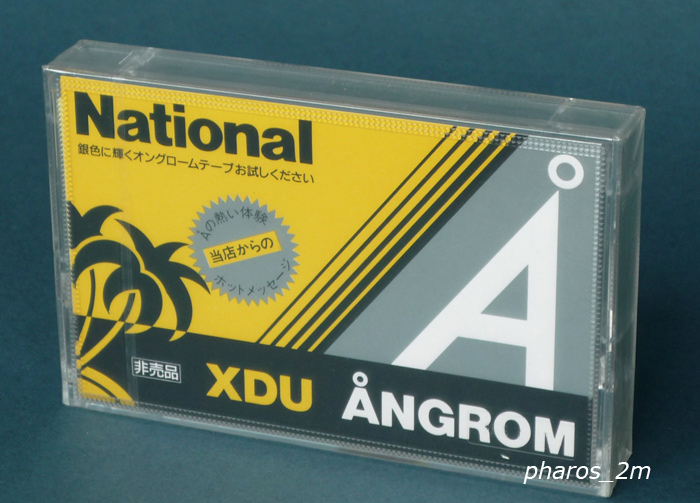 National
銀色に輝くオングロームテープお試しください
Åの熱い体験
当店からの
ホットメッセージ
Å
非売品
XDU
ÅNGROM
pharos_2m